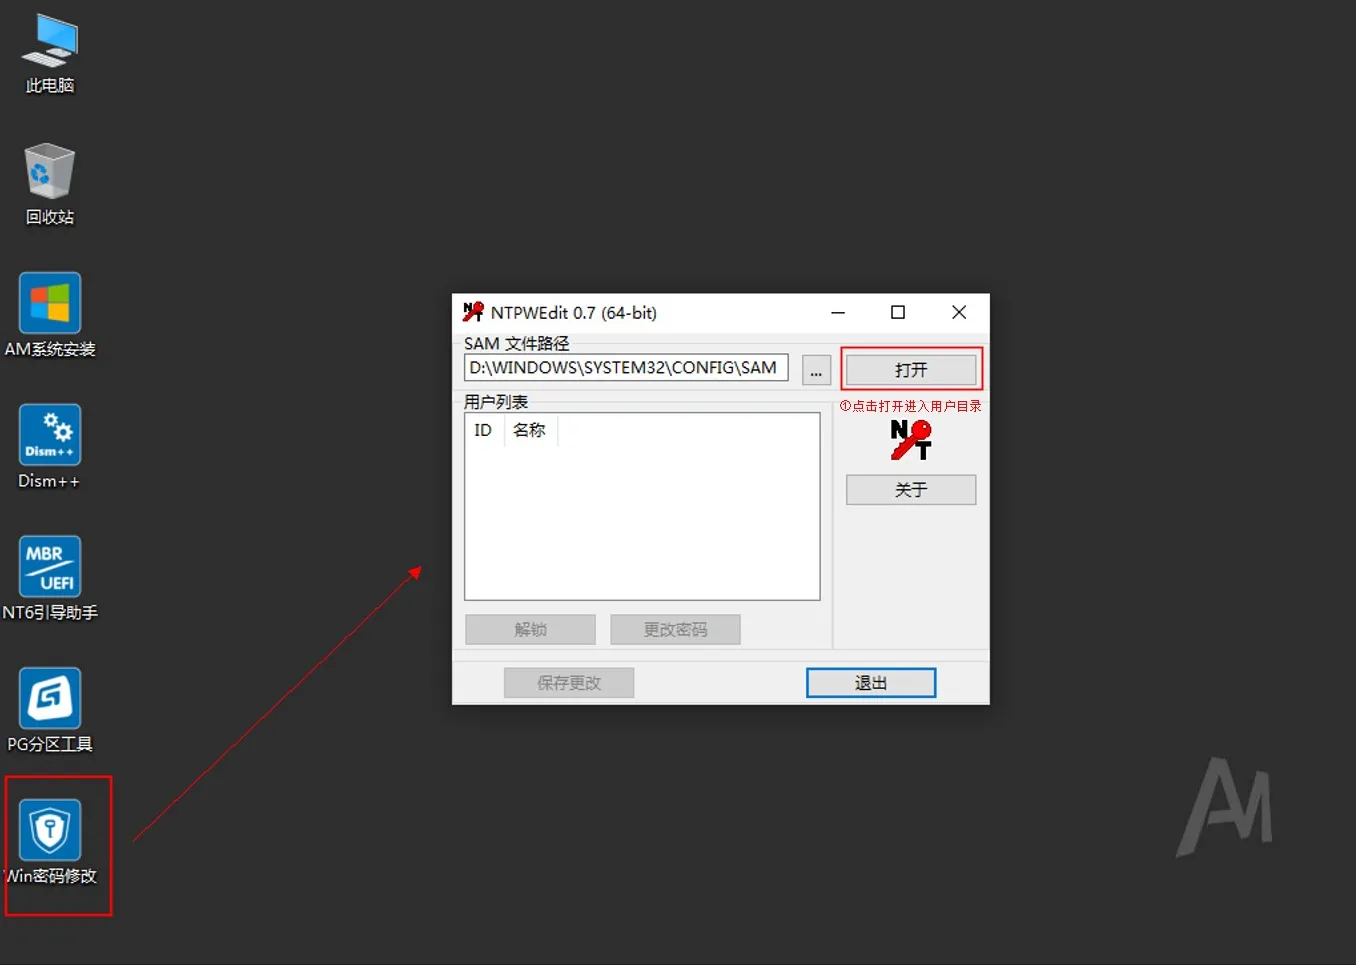 此电脑
回收站
AM系统安装
Dism++
Dism++
MBR
UEFI
NT6引导助手
PG分区工具
Win密码修改
NTPWEdit 0.7 (64-bit)
SAM 文件路径
D:\WINDOWS\SYSTEM32\CONFIG\SAM
...
打开
①点击打开进入用户目录
用户列表
ID 名称
NT
关于
解锁
更改密码
保存更改
退出
AM